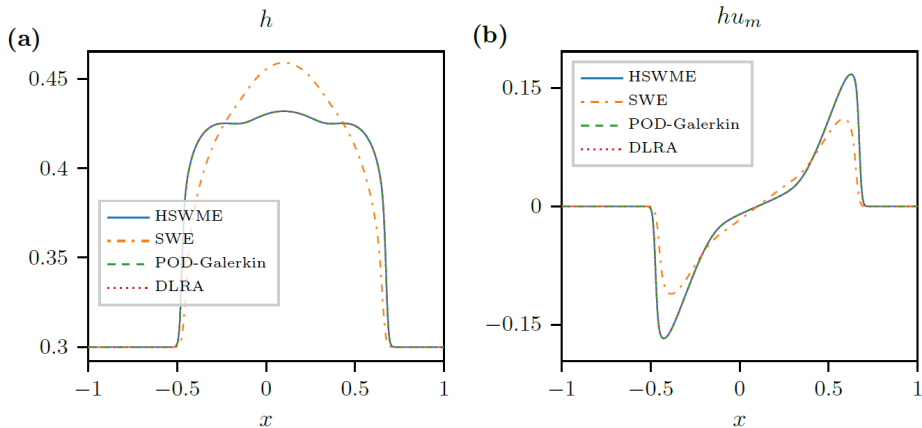 (a)
h
0.45
0.4
0.35
0.3
HSWME
SWE
POD-Galerkin
DLRA
−1
−0.5
0
0.5
1
x
(b)
hu_m
0.15
0
−0.15
HSWME
SWE
POD-Galerkin
DLRA
−1
−0.5
0
0.5
1
x